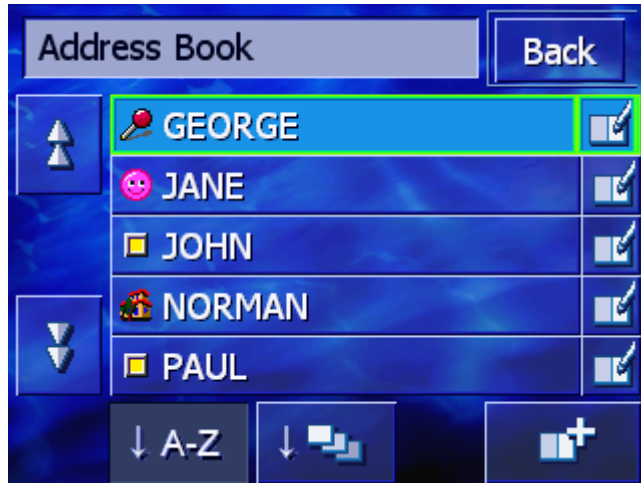 Address Book
Back
GEORGE
JANE
JOHN
NORMAN
PAUL
↓ A-Z